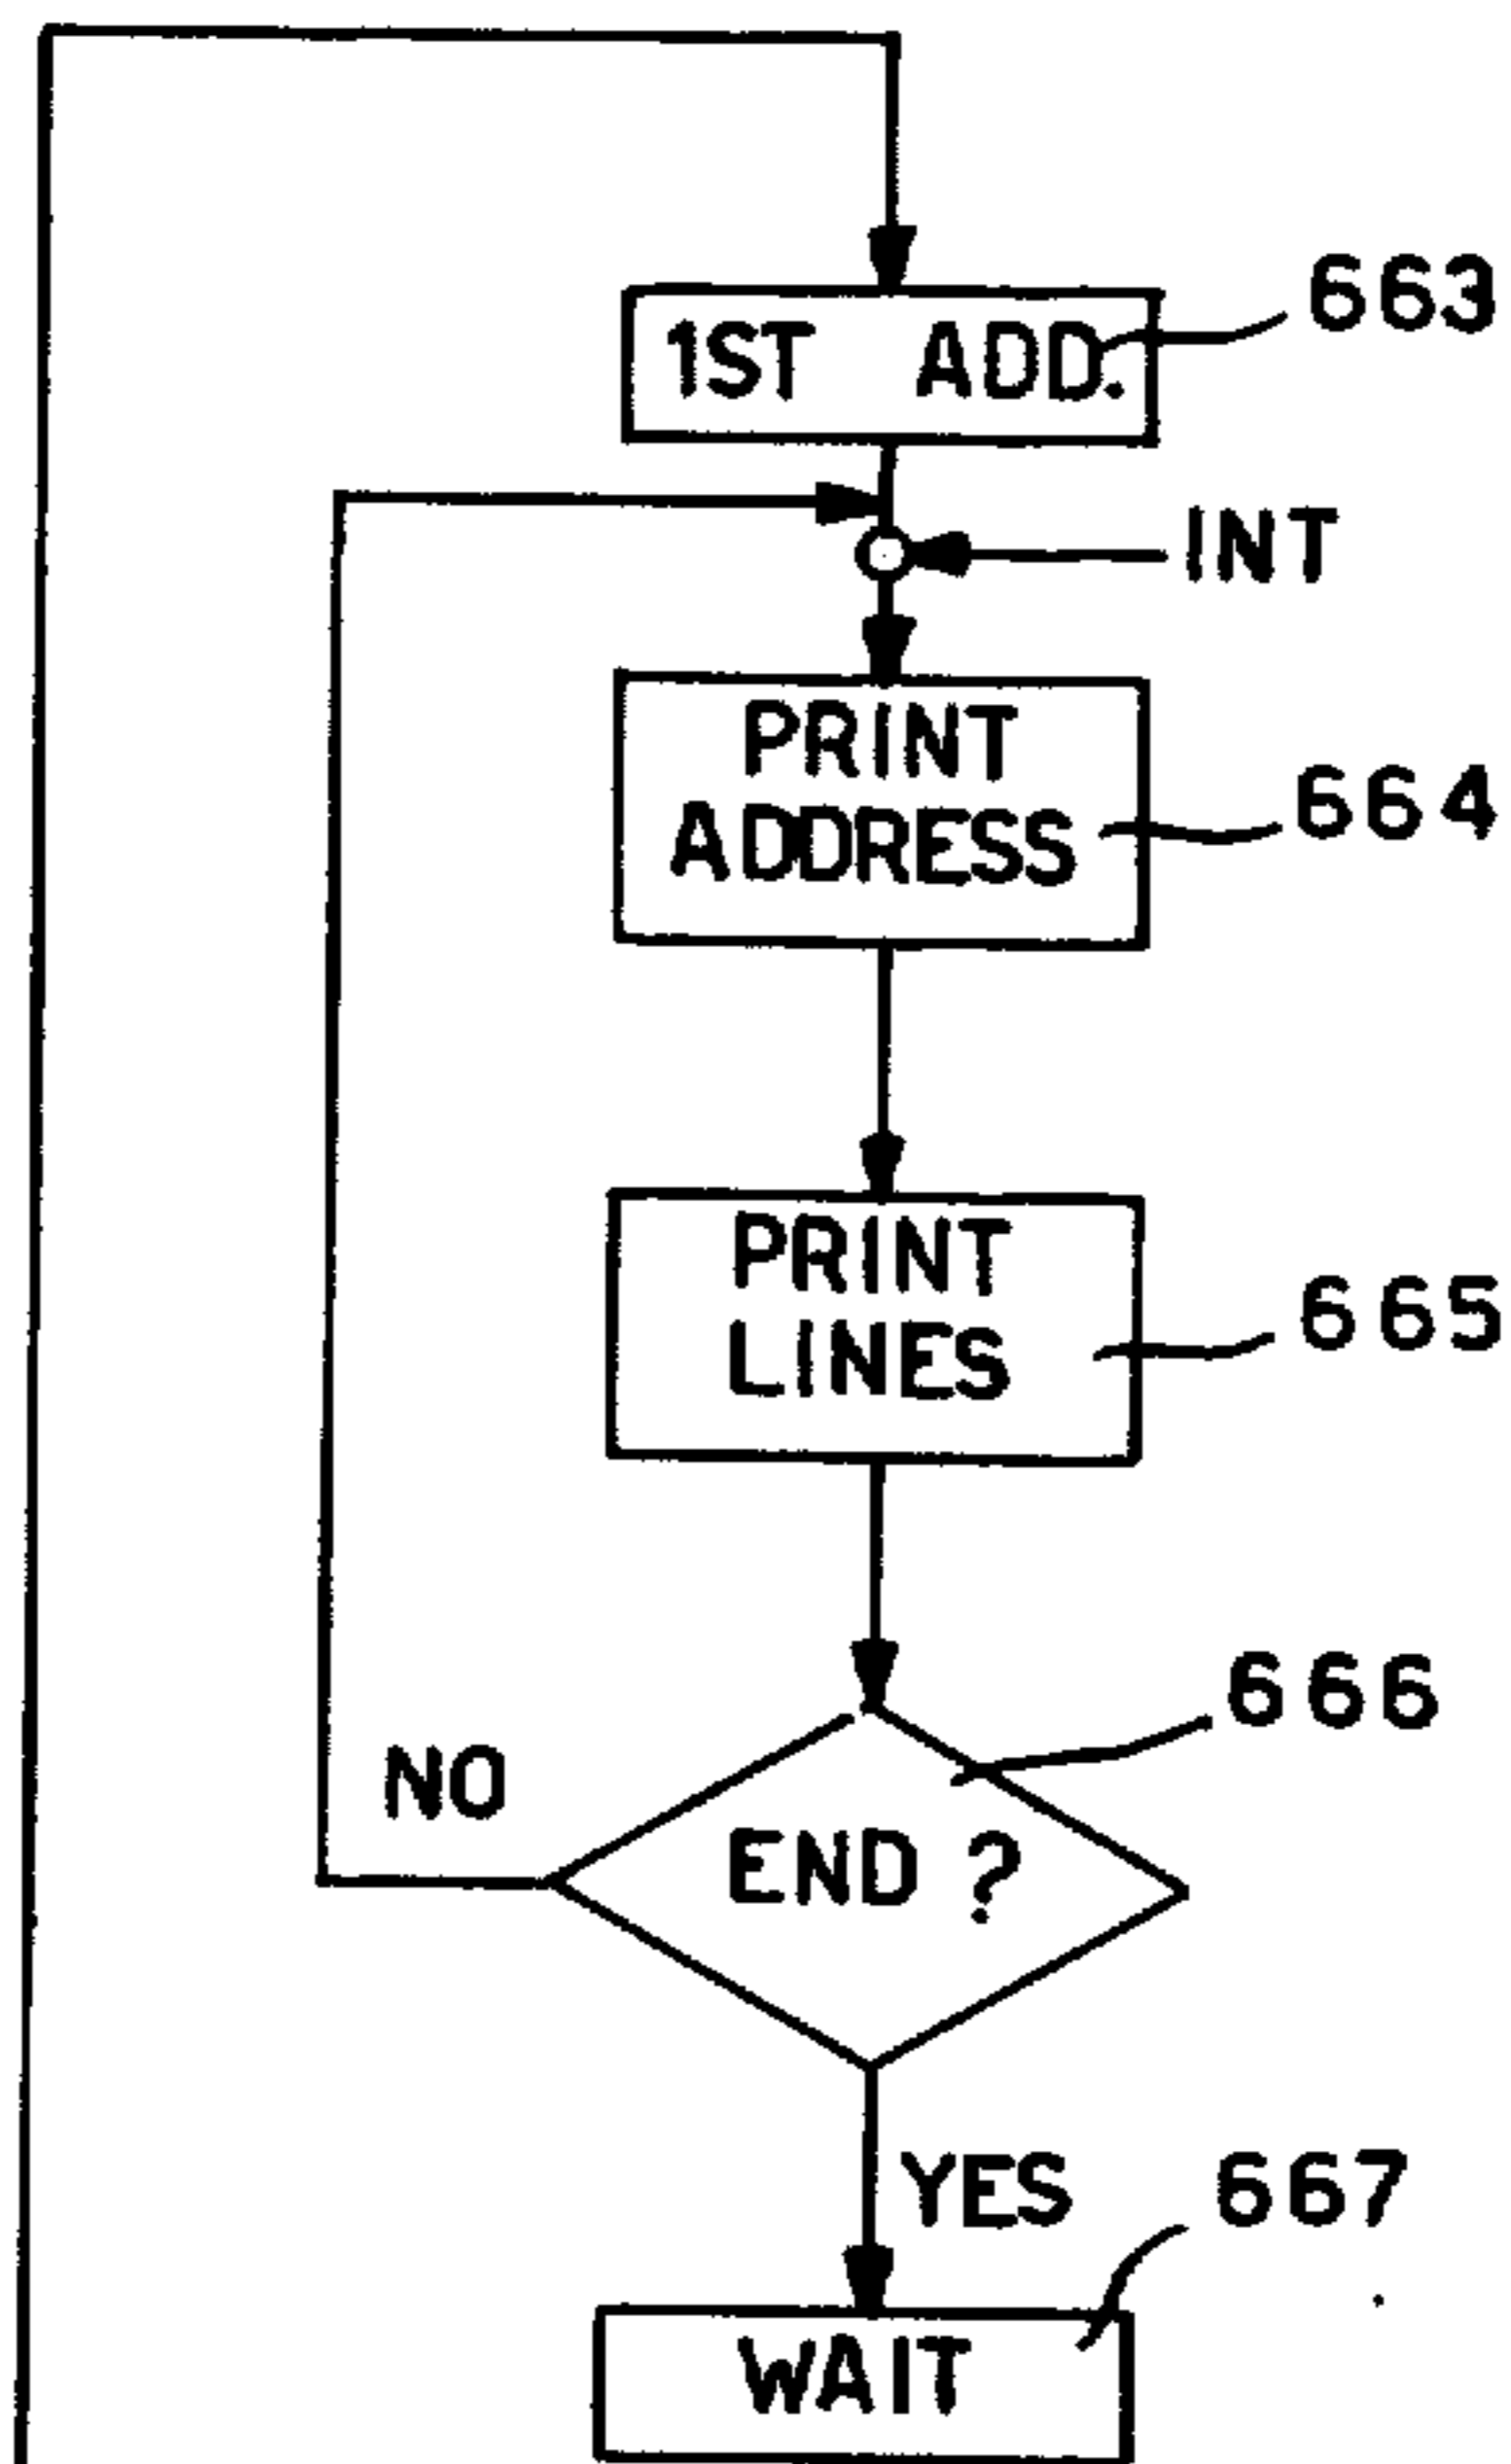 663
1ST ADD.
INT
PRINT
ADDRESS
664
PRINT
LINES
665
666
NO
END ?
YES
667
WAIT